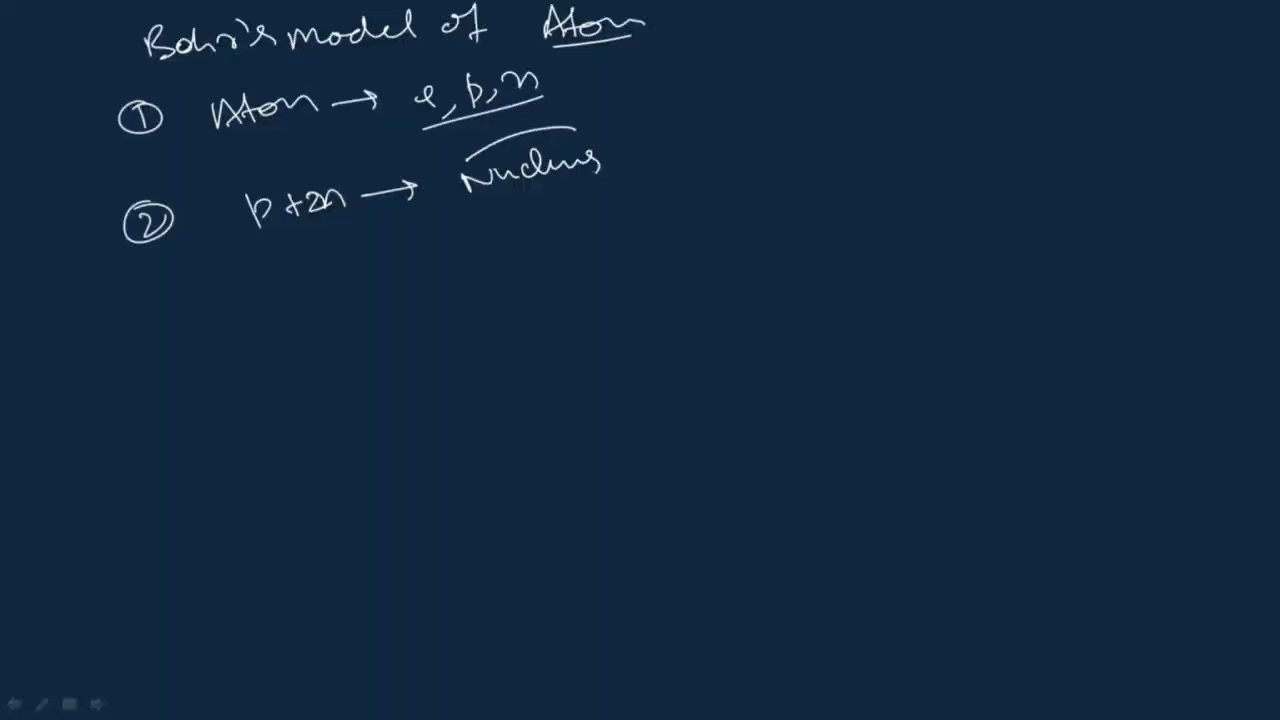 Bohr's model of Atom
① Atom → e, p, n
② p + n → Nucleus